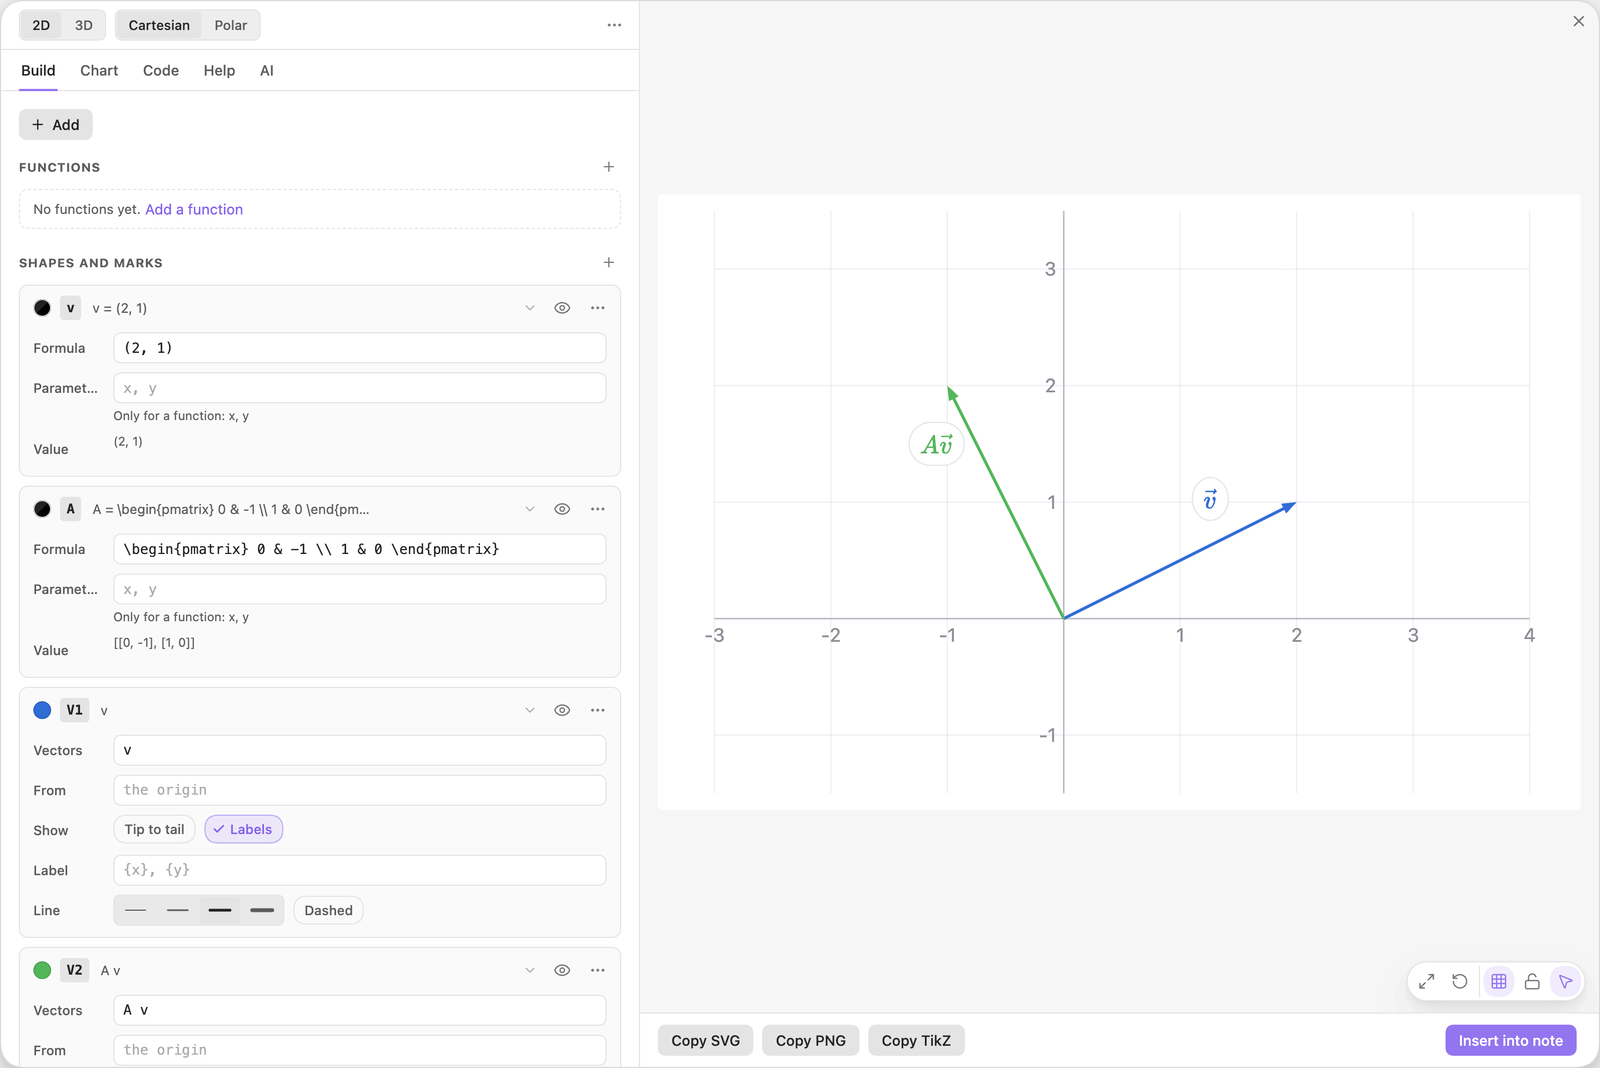 2D 3D Cartesian Polar
Build Chart Code Help AI
+ Add
FUNCTIONS
No functions yet. Add a function
SHAPES AND MARKS
v v = (2, 1)
Formula (2, 1)
Paramet... x, y
Only for a function: x, y
Value (2, 1)
A A = \begin{pmatrix} 0 & -1 \\ 1 & 0 \end{pm...
Formula \begin{pmatrix} 0 & -1 \\ 1 & 0 \end{pmatrix}
Paramet... x, y
Only for a function: x, y
Value [[0, -1], [1, 0]]
V1 v
Vectors v
From the origin
Show Tip to tail Labels
Label {x}, {y}
Line Dashed
V2 A v
Vectors A v
From the origin
3
2
1
-1
-3 -2 -1 1 2 3 4
Av⃗
v⃗
Copy SVG Copy PNG Copy TikZ Insert into note